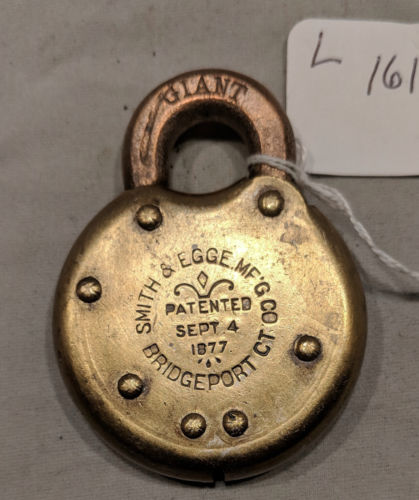 L 161
GIANT
SMITH & EGGE MF'G CO
PATENTED
SEPT 4
1877
BRIDGEPORT CT